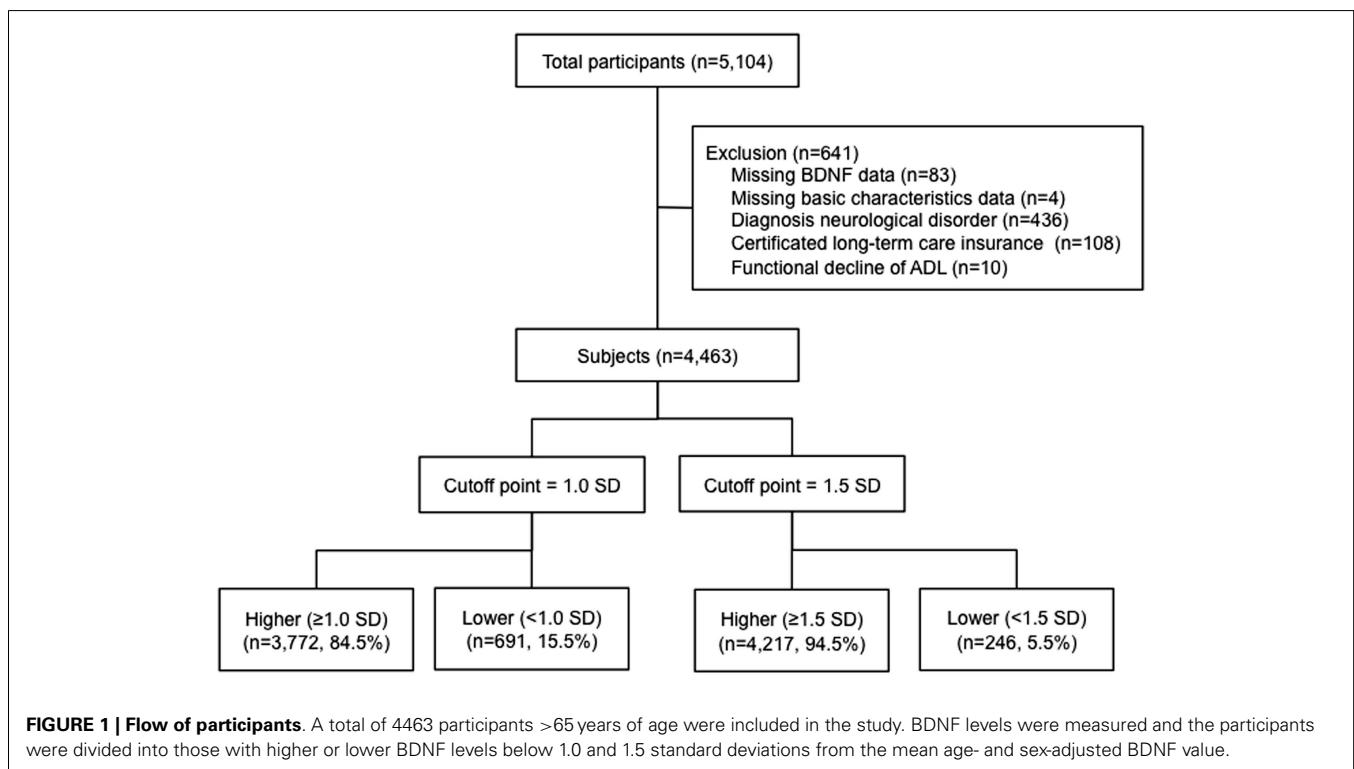 Total participants (n=5,104)
Exclusion (n=641)
Missing BDNF data (n=83)
Missing basic characteristics data (n=4)
Diagnosis neurological disorder (n=436)
Certificated long-term care insurance (n=108)
Functional decline of ADL (n=10)
Subjects (n=4,463)
Cutoff point = 1.0 SD
Cutoff point = 1.5 SD
Higher (≥1.0 SD)
(n=3,772, 84.5%)
Lower (<1.0 SD)
(n=691, 15.5%)
Higher (≥1.5 SD)
(n=4,217, 94.5%)
Lower (<1.5 SD)
(n=246, 5.5%)
FIGURE 1 | Flow of participants. A total of 4463 participants >65 years of age were included in the study. BDNF levels were measured and the participants
were divided into those with higher or lower BDNF levels below 1.0 and 1.5 standard deviations from the mean age- and sex-adjusted BDNF value.